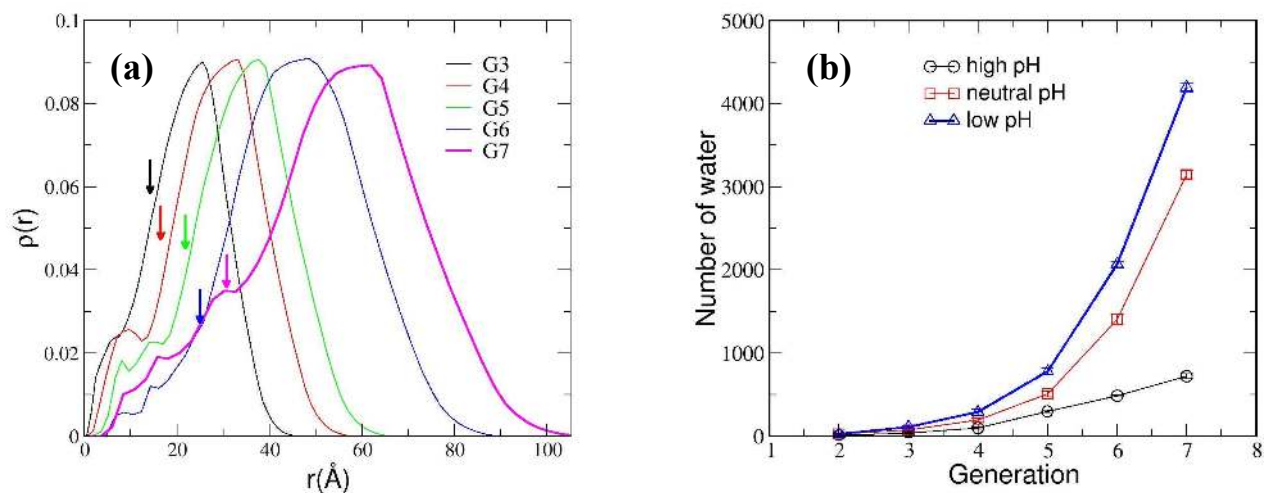 (a)
G3
G4
G5
G6
G7
0.1
0.08
0.06
0.04
0.02
0
ρ(r)
0 20 40 60 80 100
r(Å)
(b)
high pH
neutral pH
low pH
5000
4000
3000
2000
1000
0
Number of water
1 2 3 4 5 6 7 8
Generation